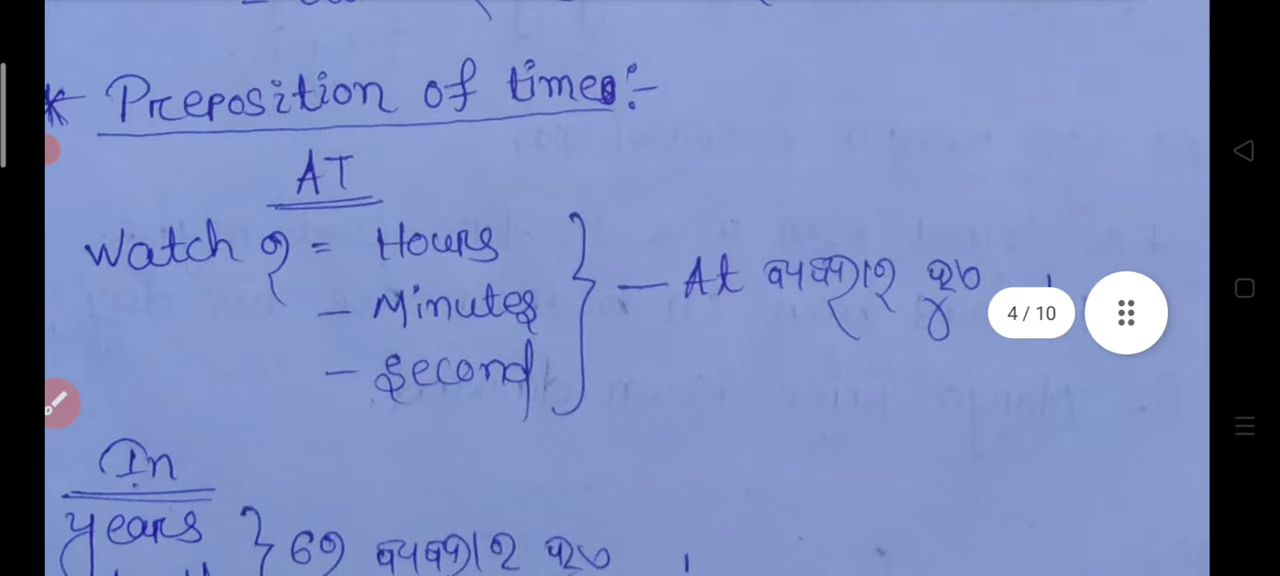 * Preposition of times:-
AT
Watch ରେ = Hours
- Minutes
- Second
} - At ବ୍ୟବହାର ହୁଏ ।
4 / 10
In
years
} ରେ ବ୍ୟବହାର ହୁଏ ।